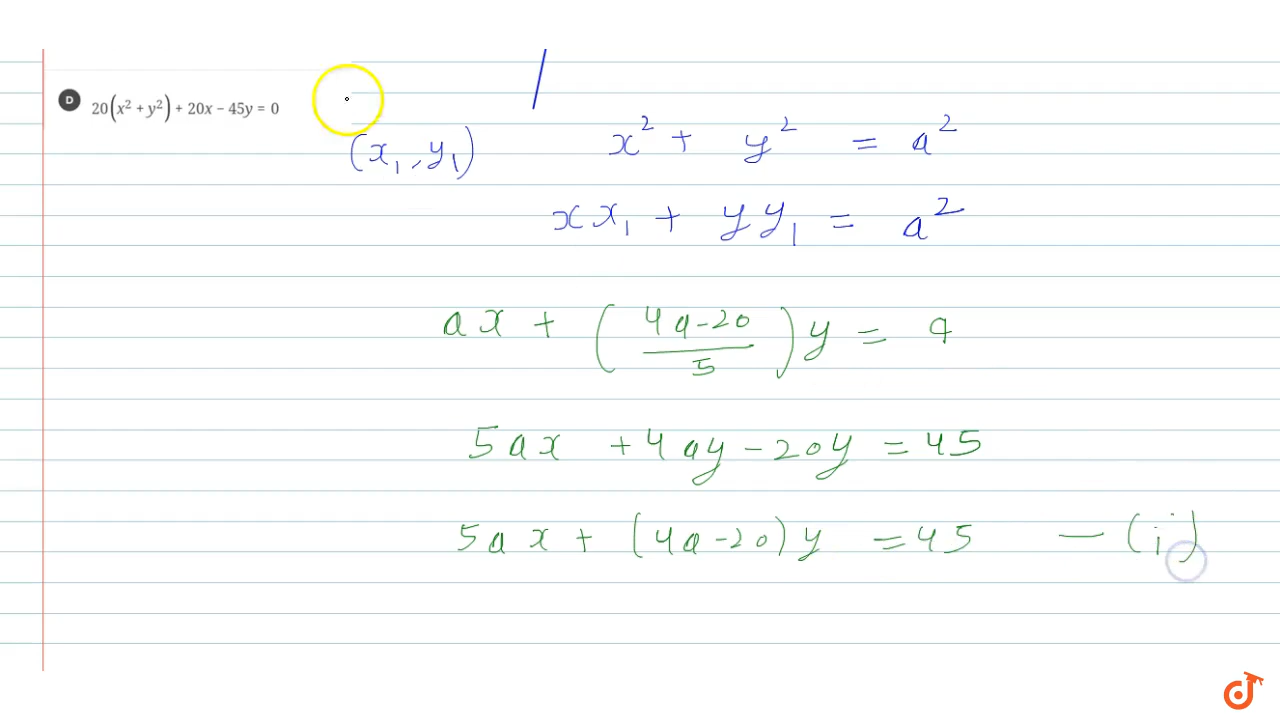 D 20(x² + y²) + 20x − 45y = 0
(x₁, y₁) x² + y² = a²
xx₁ + yy₁ = a²
ax + ((4a-20)/5)y = 9
5ax + 4ay - 20y = 45
5ax + (4a-20)y = 45 — (i)